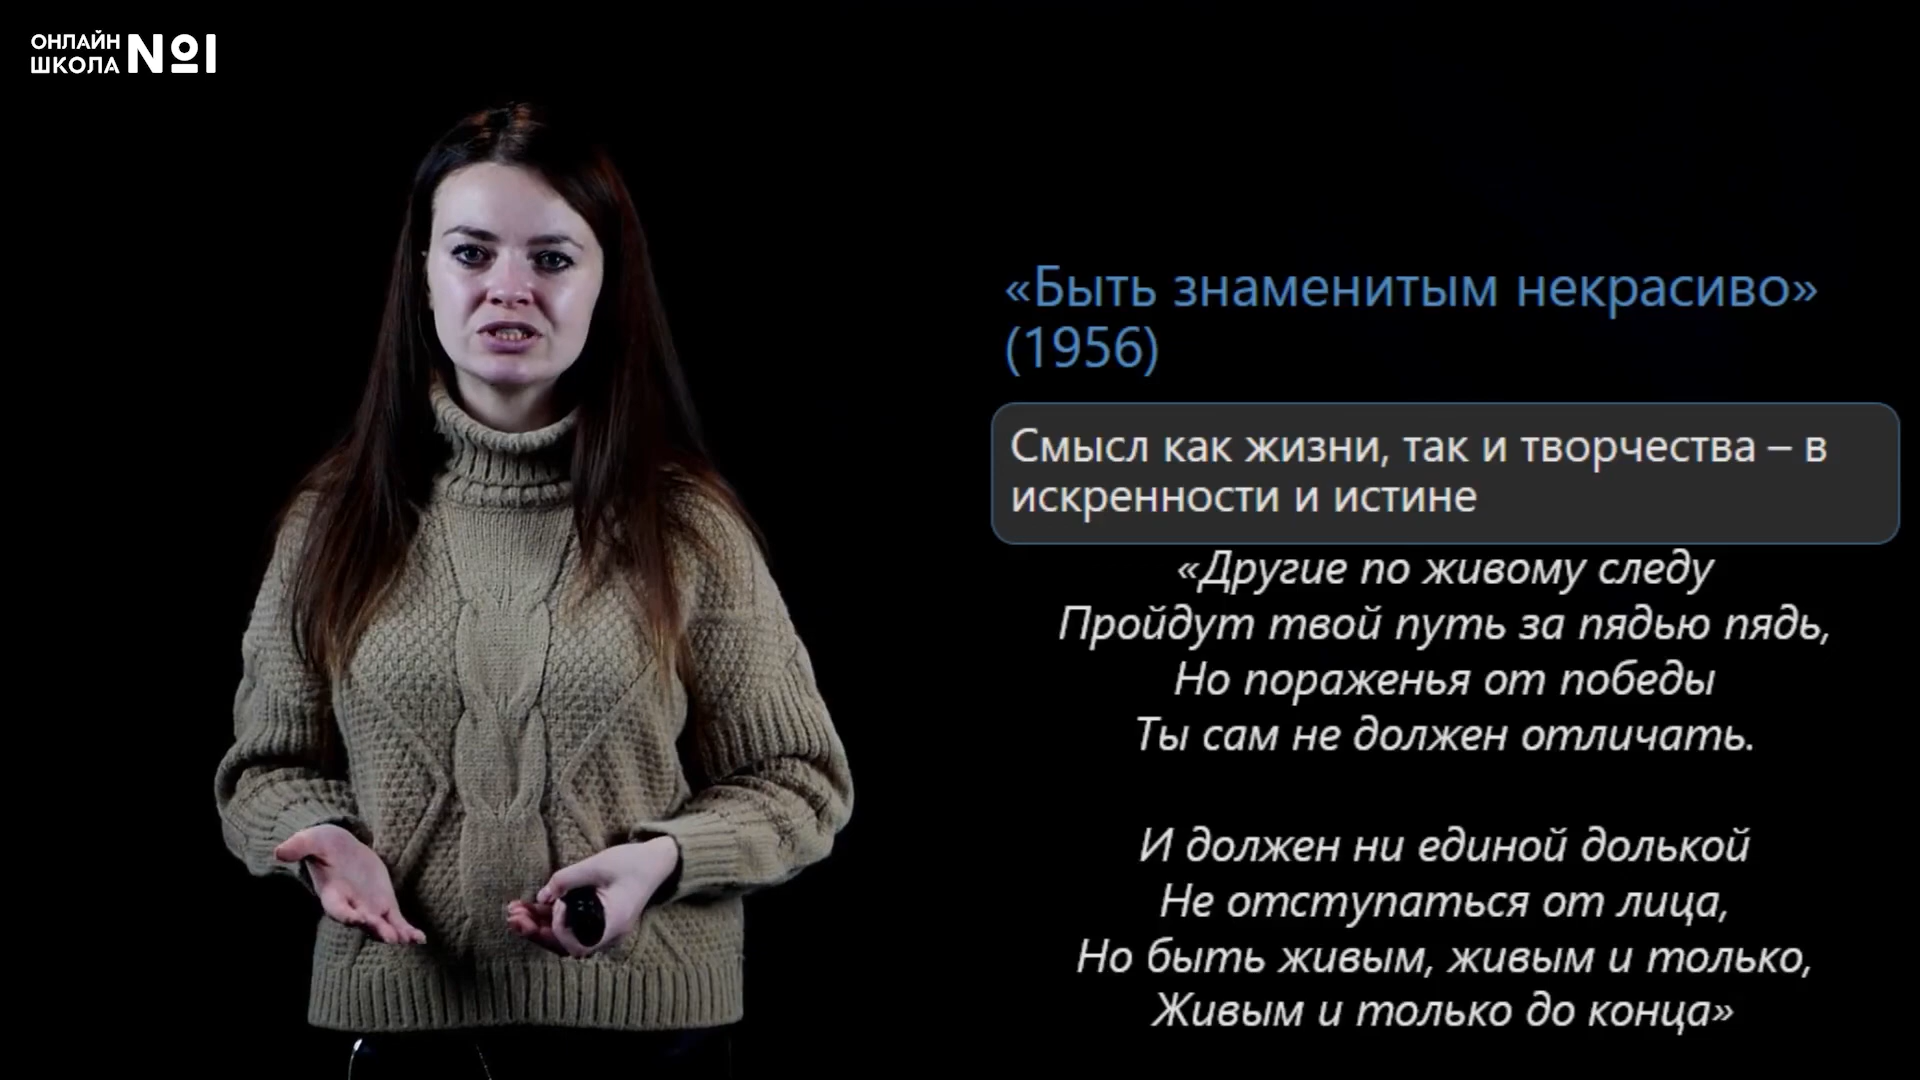 ОНЛАЙН
ШКОЛА №1
«Быть знаменитым некрасиво»
(1956)
Смысл как жизни, так и творчества – в
искренности и истине
«Другие по живому следу
Пройдут твой путь за пядью пядь,
Но пораженья от победы
Ты сам не должен отличать.
И должен ни единой долькой
Не отступаться от лица,
Но быть живым, живым и только,
Живым и только до конца»